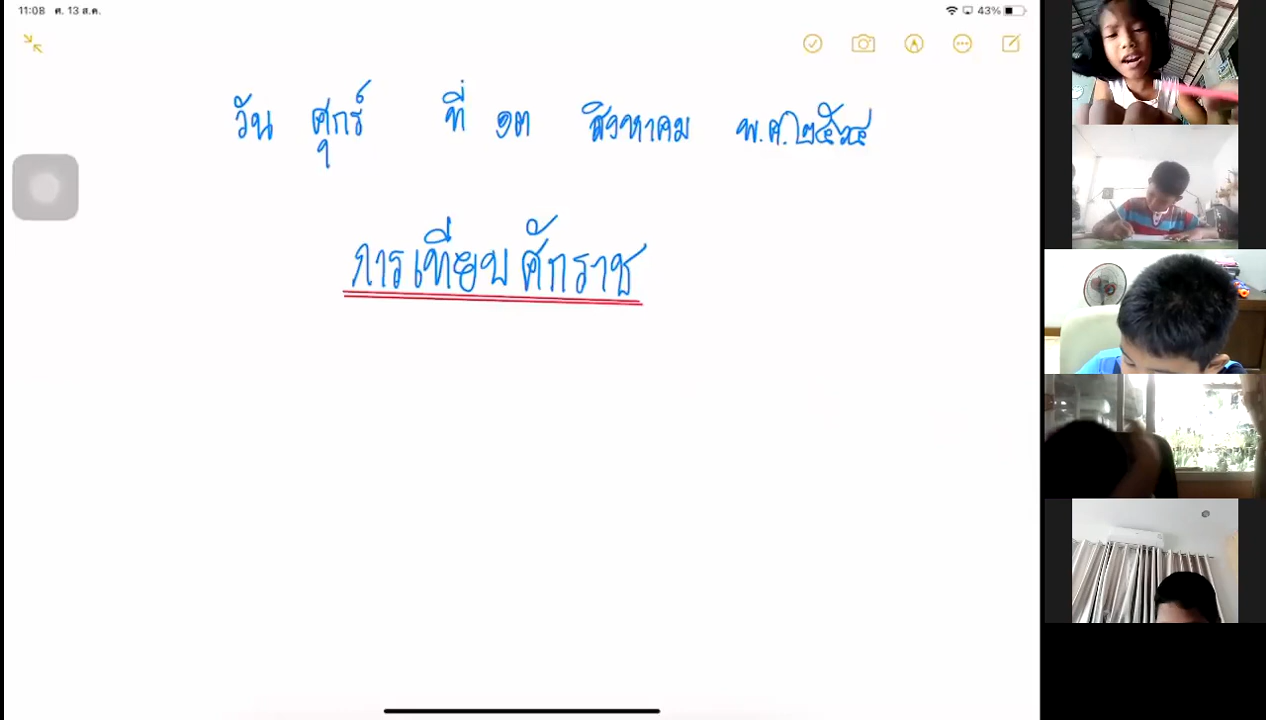 11:08 ศ. 13 ส.ค.
43%
วัน ศุกร์ ที่ ๑๓ สิงหาคม พ.ศ.๒๕๖๔
การเทียบศักราช